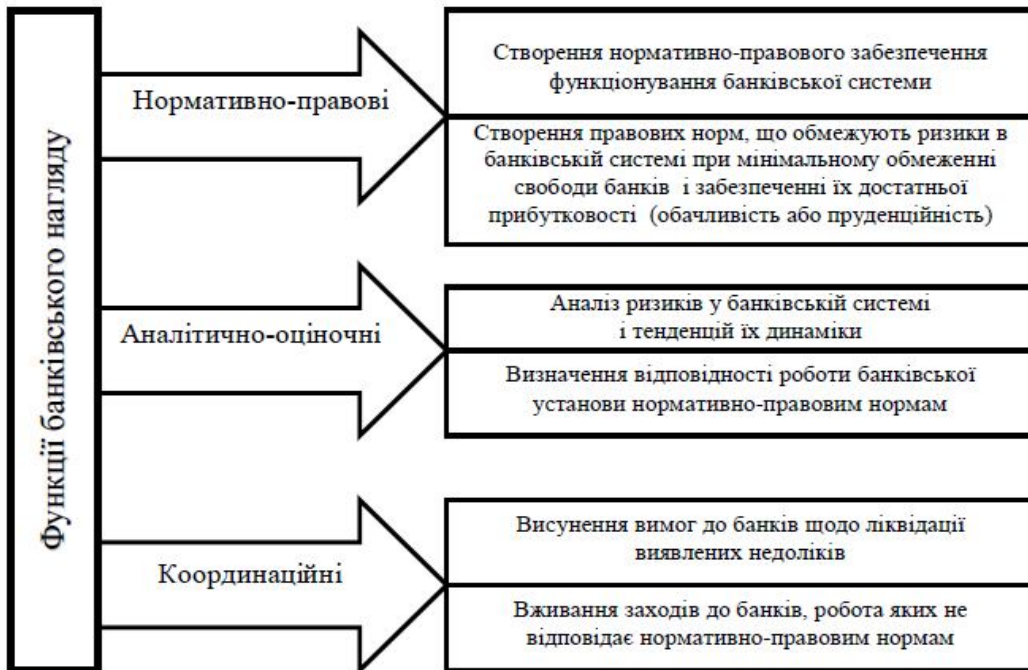 Функції банківського нагляду
Нормативно-правові
Створення нормативно-правового забезпечення
функціонування банківської системи
Створення правових норм, що обмежують ризики в
банківській системі при мінімальному обмеженні
свободи банків і забезпеченні їх достатньої
прибутковості (обачливість або пруденційність)
Аналітично-оціночні
Аналіз ризиків у банківській системі
і тенденцій їх динаміки
Визначення відповідності роботи банківської
установи нормативно-правовим нормам
Координаційні
Висунення вимог до банків щодо ліквідації
виявлених недоліків
Вживання заходів до банків, робота яких не
відповідає нормативно-правовим нормам